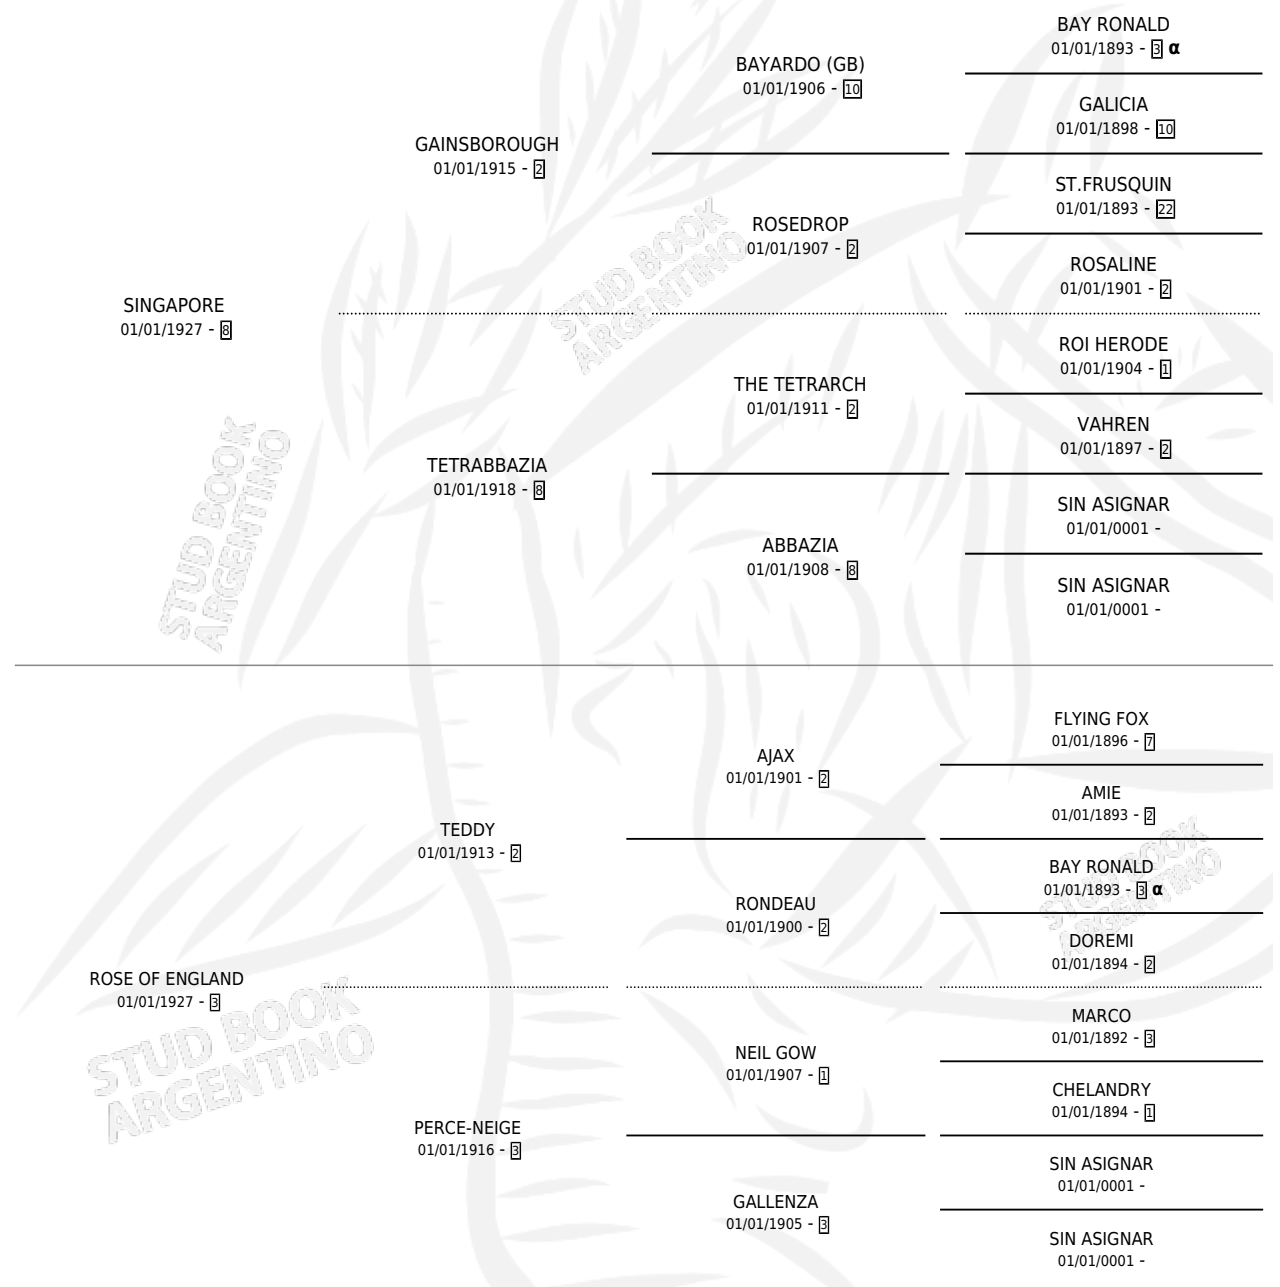 BAY RONALD
01/01/1893 - 3 α
BAYARDO (GB)
01/01/1906 - 10
GALICIA
01/01/1898 - 10
GAINSBOROUGH
01/01/1915 - 2
ST.FRUSQUIN
01/01/1893 - 22
ROSEDROP
01/01/1907 - 2
ROSALINE
01/01/1901 - 2
SINGAPORE
01/01/1927 - 8
ROI HERODE
01/01/1904 - 1
THE TETRARCH
01/01/1911 - 2
VAHREN
01/01/1897 - 2
TETRABBAZIA
01/01/1918 - 8
SIN ASIGNAR
01/01/0001 -
ABBAZIA
01/01/1908 - 8
SIN ASIGNAR
01/01/0001 -
FLYING FOX
01/01/1896 - 7
AJAX
01/01/1901 - 2
AMIE
01/01/1893 - 2
TEDDY
01/01/1913 - 2
BAY RONALD
01/01/1893 - 3 α
RONDEAU
01/01/1900 - 2
DOREMI
01/01/1894 - 2
ROSE OF ENGLAND
01/01/1927 - 3
MARCO
01/01/1892 - 3
NEIL GOW
01/01/1907 - 1
CHELANDRY
01/01/1894 - 1
PERCE-NEIGE
01/01/1916 - 3
SIN ASIGNAR
01/01/0001 -
GALLENZA
01/01/1905 - 3
SIN ASIGNAR
01/01/0001 -
STUD BOOK
ARGENTINO
STUD BOOK
ARGENTINO
STUD BOOK
ARGENTINO
STUD BOOK
ARGENTINO